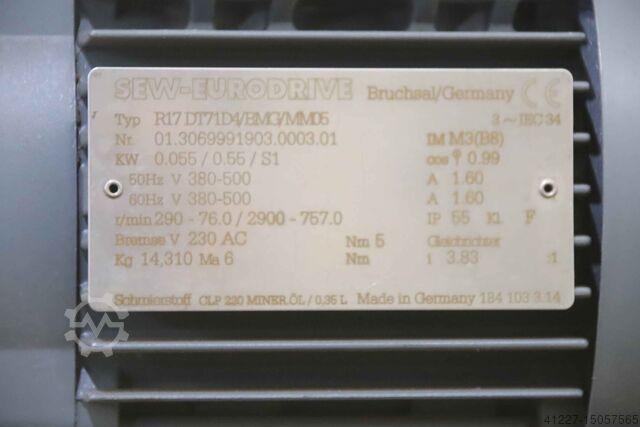 SEW-EURODRIVE Bruchsal/Germany CE
Typ R17 DT71D4/BMG/MM05 3~IEC34
Nr. 01.3069991903.0003.01 IM M3(B8)
KW 0.055 / 0.55 / S1 cos φ 0.99
50Hz V 380-500 A 1.60
60Hz V 380-500 A 1.60
r/min 290 - 76.0 / 2900 - 757.0 IP 55 Kl F
Bremse V 230 AC Nm 5 Gleichrichter
Kg 14,310 Ma 6 Nm i 3.83 :1
Schmierstoff CLP 220 MINER.ÖL / 0,35 L Made in Germany 184 103 3.14
41227-15057565